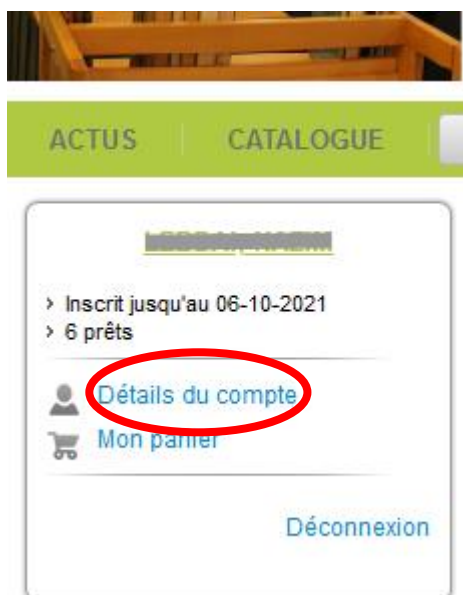 ACTUS CATALOGUE
> Inscrit jusqu'au 06-10-2021
> 6 prêts
Détails du compte
Mon panier
Déconnexion